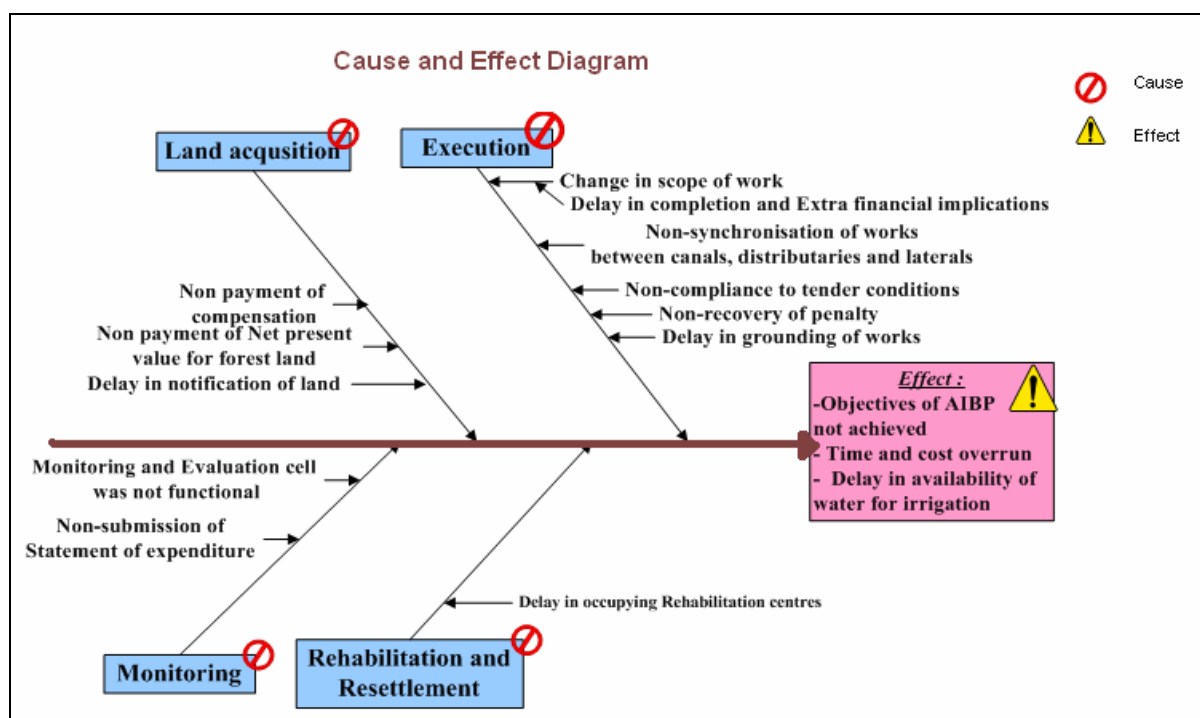 Cause and Effect Diagram
Cause
Effect
Land acqusition
Execution
Change in scope of work
Delay in completion and Extra financial implications
Non-synchronisation of works
between canals, distributaries and laterals
Non-compliance to tender conditions
Non-recovery of penalty
Delay in grounding of works
Non payment of
compensation
Non payment of Net present
value for forest land
Delay in notification of land
Effect :
-Objectives of AIBP
not achieved
- Time and cost overrun
- Delay in availability of
water for irrigation
Monitoring and Evaluation cell
was not functional
Non-submission of
Statement of expenditure
Delay in occupying Rehabilitation centres
Monitoring
Rehabilitation and
Resettlement